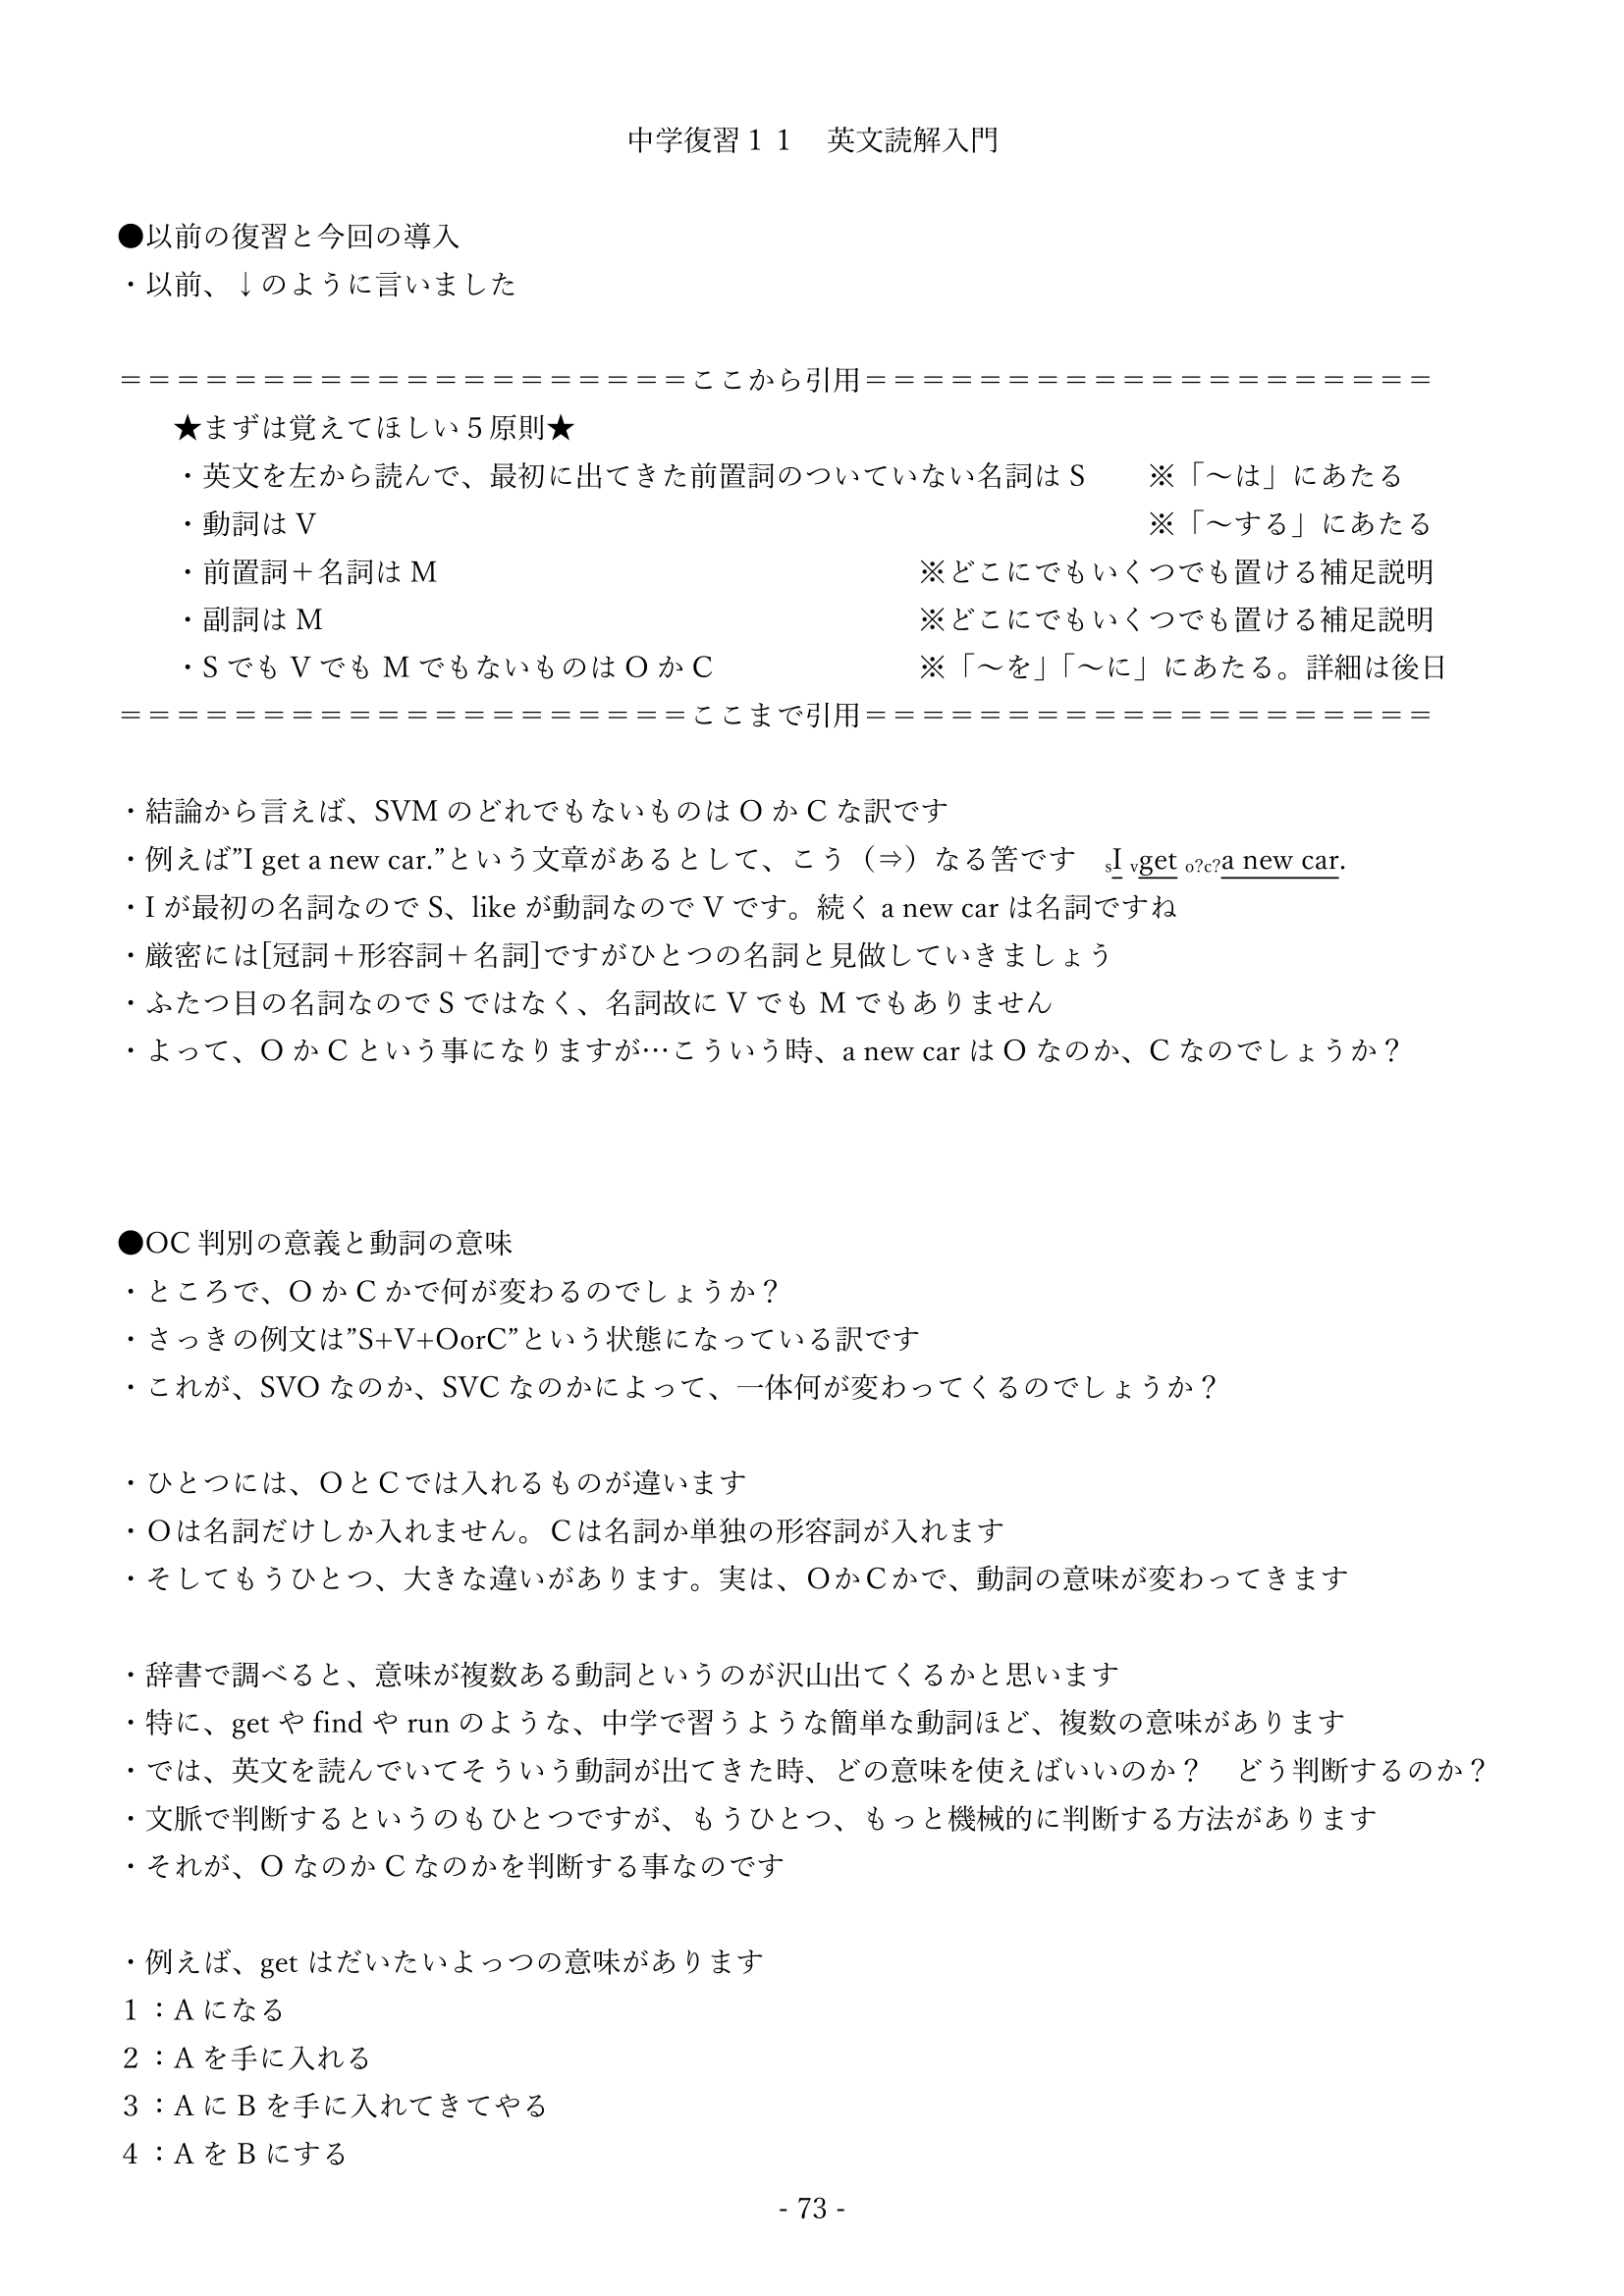 中学復習１１　英文読解入門
●以前の復習と今回の導入
・以前、↓のように言いました
＝＝＝＝＝＝＝＝＝＝＝＝＝＝＝＝＝＝＝＝ここから引用＝＝＝＝＝＝＝＝＝＝＝＝＝＝＝＝＝＝＝＝
★まずは覚えてほしい５原則★
・英文を左から読んで、最初に出てきた前置詞のついていない名詞は S　　※「～は」にあたる
・動詞は V　　※「～する」にあたる
・前置詞＋名詞は M　　※どこにでもいくつでも置ける補足説明
・副詞は M　　※どこにでもいくつでも置ける補足説明
・S でも V でも M でもないものは O か C　　※「～を」「～に」にあたる。詳細は後日
＝＝＝＝＝＝＝＝＝＝＝＝＝＝＝＝＝＝＝＝ここまで引用＝＝＝＝＝＝＝＝＝＝＝＝＝＝＝＝＝＝＝＝
・結論から言えば、SVM のどれでもないものは O か C な訳です
・例えば”I get a new car.”という文章があるとして、こう（⇒）なる筈です　sI vget o?c?a new car.
・I が最初の名詞なので S、like が動詞なので V です。続く a new car は名詞ですね
・厳密には[冠詞＋形容詞＋名詞]ですがひとつの名詞と見做していきましょう
・ふたつ目の名詞なので S ではなく、名詞故に V でも M でもありません
・よって、O か C という事になりますが…こういう時、a new car は O なのか、C なのでしょうか？
●OC 判別の意義と動詞の意味
・ところで、O か C かで何が変わるのでしょうか？
・さっきの例文は”S+V+OorC”という状態になっている訳です
・これが、SVO なのか、SVC なのかによって、一体何が変わってくるのでしょうか？
・ひとつには、ＯとＣでは入れるものが違います
・Ｏは名詞だけしか入れません。Ｃは名詞か単独の形容詞が入れます
・そしてもうひとつ、大きな違いがあります。実は、ＯかＣかで、動詞の意味が変わってきます
・辞書で調べると、意味が複数ある動詞というのが沢山出てくるかと思います
・特に、get や find や run のような、中学で習うような簡単な動詞ほど、複数の意味があります
・では、英文を読んでいてそういう動詞が出てきた時、どの意味を使えばいいのか？　どう判断するのか？
・文脈で判断するというのもひとつですが、もうひとつ、もっと機械的に判断する方法があります
・それが、O なのか C なのかを判断する事なのです
・例えば、get はだいたいよっつの意味があります
１：A になる
２：A を手に入れる
３：A に B を手に入れてきてやる
４：A を B にする
- 73 -